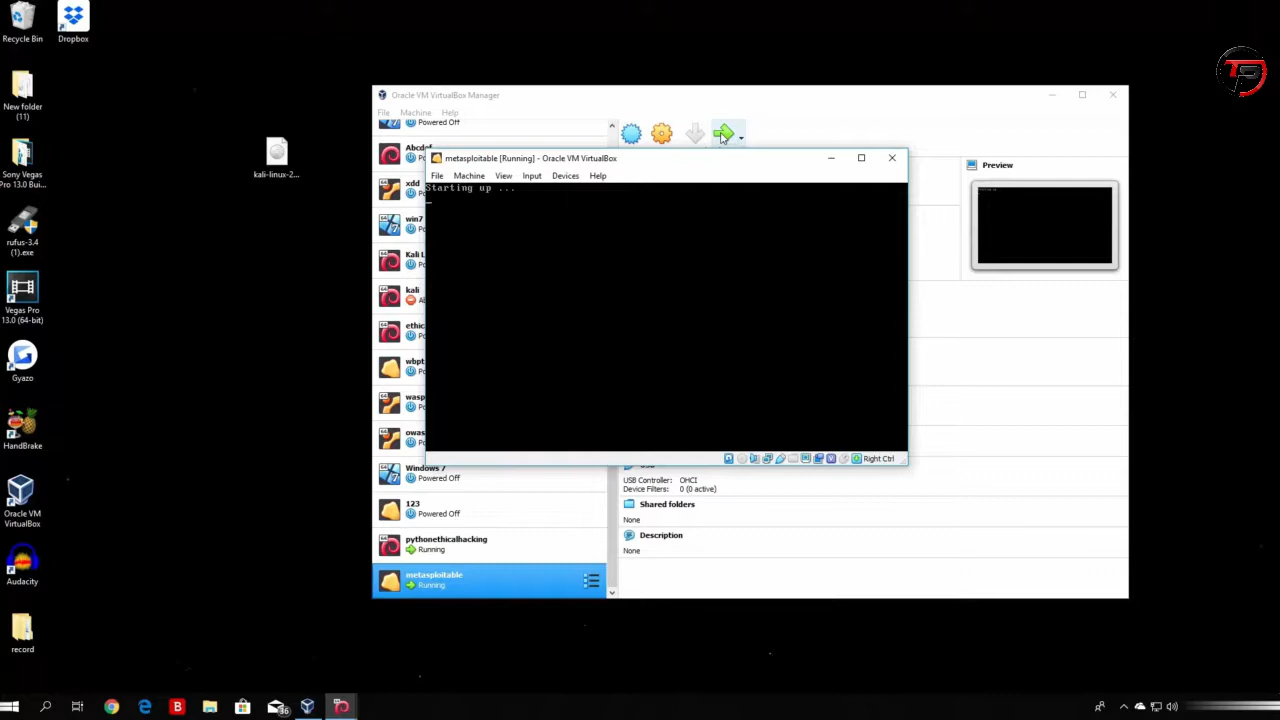 Recycle Bin
Dropbox
New folder
(11)
kali-linux-2...
Sony Vegas
Pro 13.0 Bui...
rufus-3.4
(1).exe
Vegas Pro
13.0 (64-bit)
Gyazo
HandBrake
Oracle VM
VirtualBox
Audacity
record
TS
Oracle VM VirtualBox Manager
File Machine Help
Powered Off
Abcdef
xdd
win7
Kali L
kali
ethic
wbpt
wasp
owas
Windows 7
Powered Off
123
Powered Off
pythonethicalhacking
Running
metasploitable
Running
metasploitable [Running] - Oracle VM VirtualBox
File Machine View Input Devices Help
Starting up ...
Right Ctrl
Preview
USB Controller: OHCI
Device Filters: 0 (0 active)
Shared folders
None
Description
None